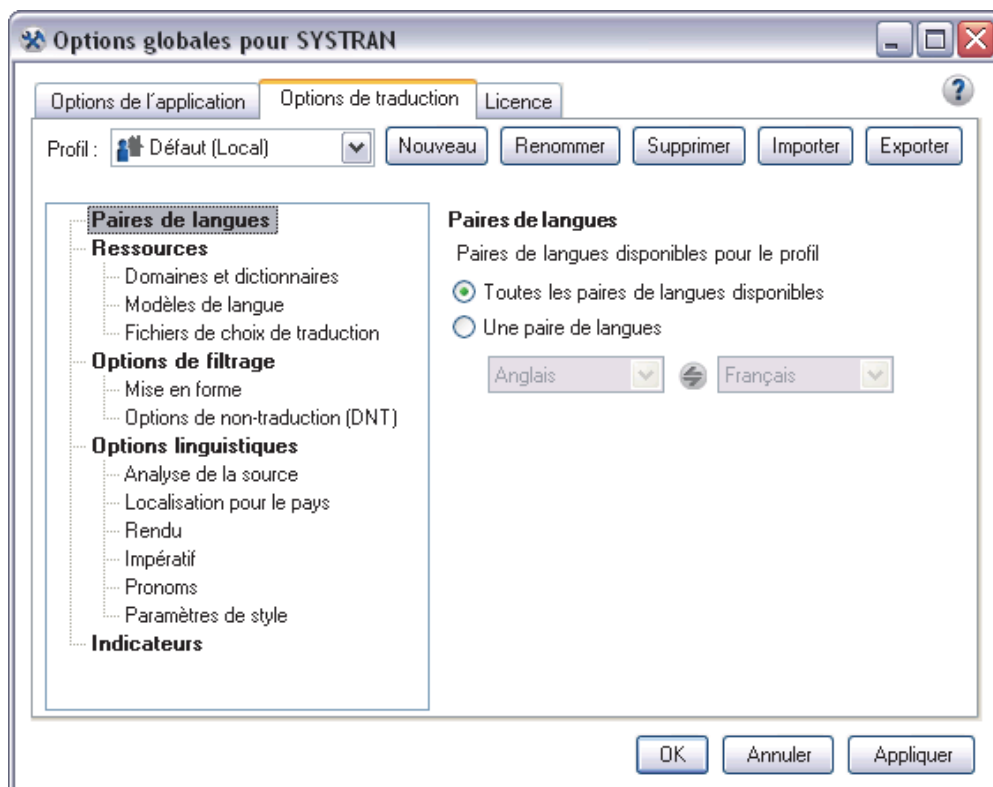 Options globales pour SYSTRAN
Options de l'application Options de traduction Licence ?
Profil : Défaut (Local) Nouveau Renommer Supprimer Importer Exporter
Paires de langues
Ressources
Domaines et dictionnaires
Modèles de langue
Fichiers de choix de traduction
Options de filtrage
Mise en forme
Options de non-traduction (DNT)
Options linguistiques
Analyse de la source
Localisation pour le pays
Rendu
Impératif
Pronoms
Paramètres de style
Indicateurs
Paires de langues
Paires de langues disponibles pour le profil
Toutes les paires de langues disponibles
Une paire de langues
Anglais Français
OK Annuler Appliquer